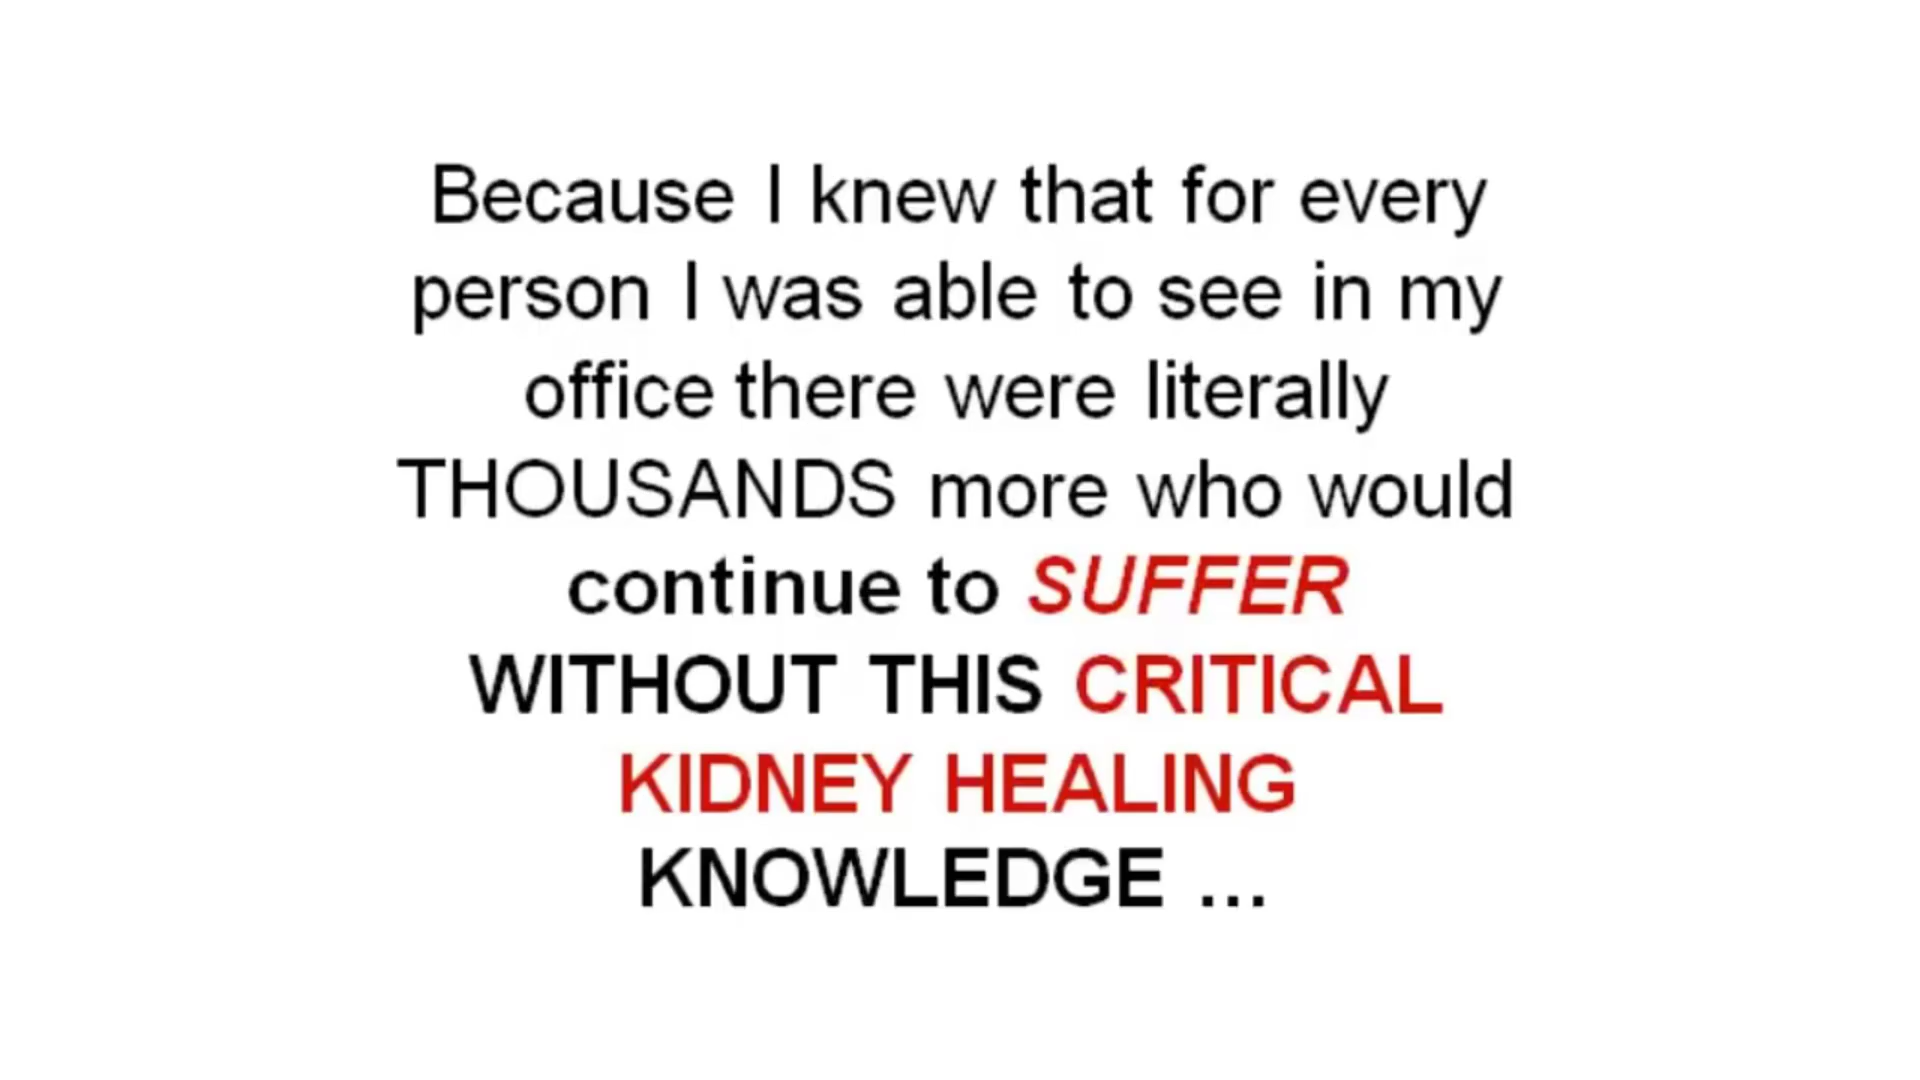 Because I knew that for every
person I was able to see in my
office there were literally
THOUSANDS more who would
continue to SUFFER
WITHOUT THIS CRITICAL
KIDNEY HEALING
KNOWLEDGE ...